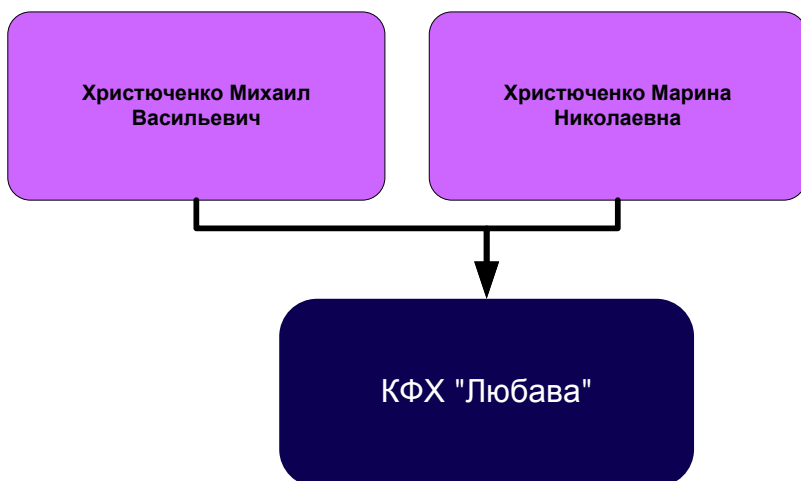 Христюченко Михаил
Васильевич
Христюченко Марина
Николаевна
КФХ "Любава"